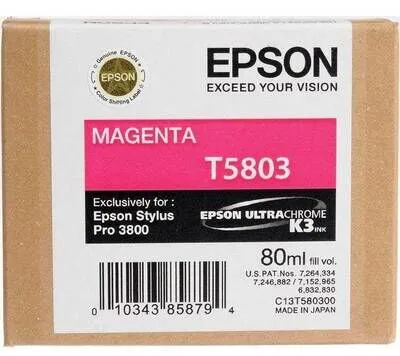 Genuine
EPSON
Color Shifting Label
EPSON
EXCEED YOUR VISION
MAGENTA
T5803
Exclusively for:
Epson Stylus
Pro 3800
EPSON ULTRACHROME
K3 INK
80ml fill vol.
U.S.PAT.Nos. 7,264,334
7,246,882 / 7,152,965
6,832,830
C13T580300
MADE IN JAPAN
0 10343 85879 4